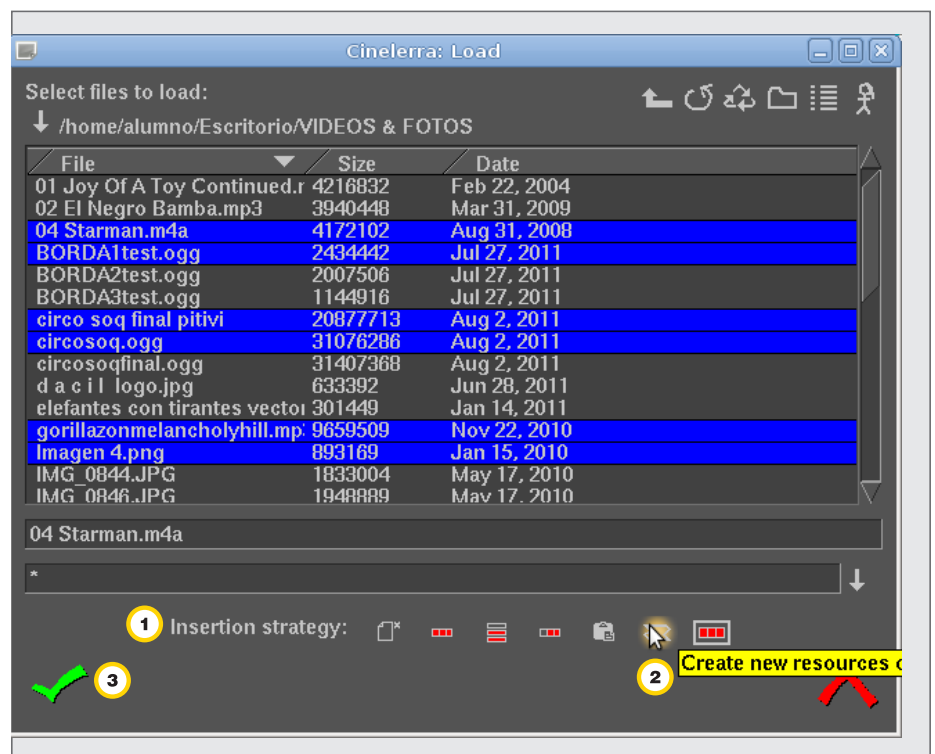 Cinelerra: Load
Select files to load:
/home/alumno/Escritorio/VIDEOS & FOTOS
File Size Date
01 Joy Of A Toy Continued.r 4216832 Feb 22, 2004
02 El Negro Bamba.mp3 3940448 Mar 31, 2009
04 Starman.m4a 4172102 Aug 31, 2008
BORDA1test.ogg 2434442 Jul 27, 2011
BORDA2test.ogg 2007506 Jul 27, 2011
BORDA3test.ogg 1144916 Jul 27, 2011
circo soq final pitivi 20877713 Aug 2, 2011
circosoq.ogg 31076286 Aug 2, 2011
circosoqfinal.ogg 31407368 Aug 2, 2011
d a c i l logo.jpg 633392 Jun 28, 2011
elefantes con tirantes vector 301449 Jan 14, 2011
gorillazonmelancholyhill.mp3 9659509 Nov 22, 2010
Imagen 4.png 893169 Jan 15, 2010
IMG_0844.JPG 1833004 May 17, 2010
IMG_0846.JPG 1948889 May 17, 2010
04 Starman.m4a
*
1 Insertion strategy:
Create new resources o
3 2